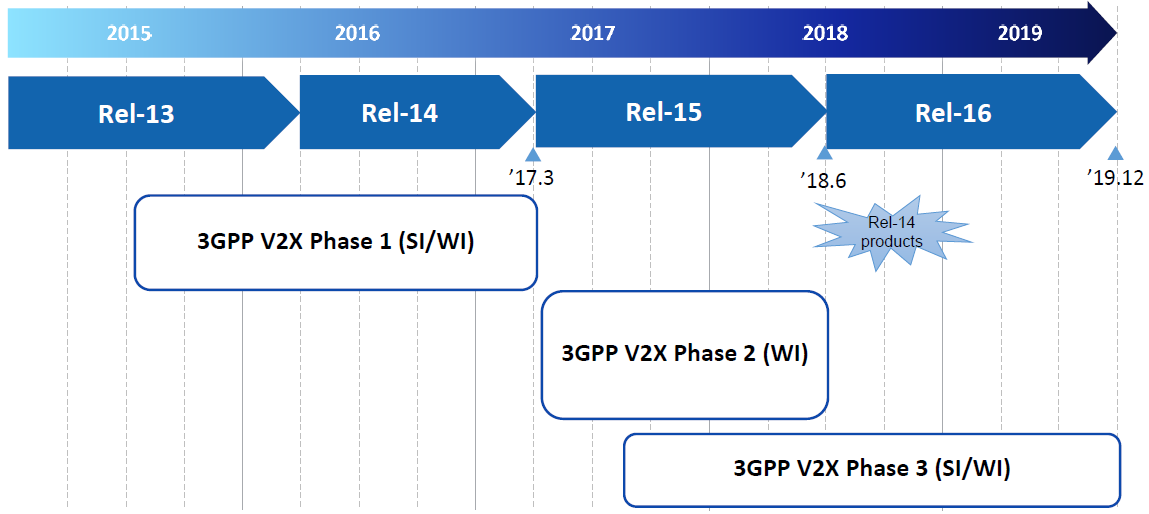 2015 2016 2017 2018 2019
Rel-13 Rel-14 Rel-15 Rel-16
’17.3 ’18.6 ’19.12
Rel-14
products
3GPP V2X Phase 1 (SI/WI)
3GPP V2X Phase 2 (WI)
3GPP V2X Phase 3 (SI/WI)